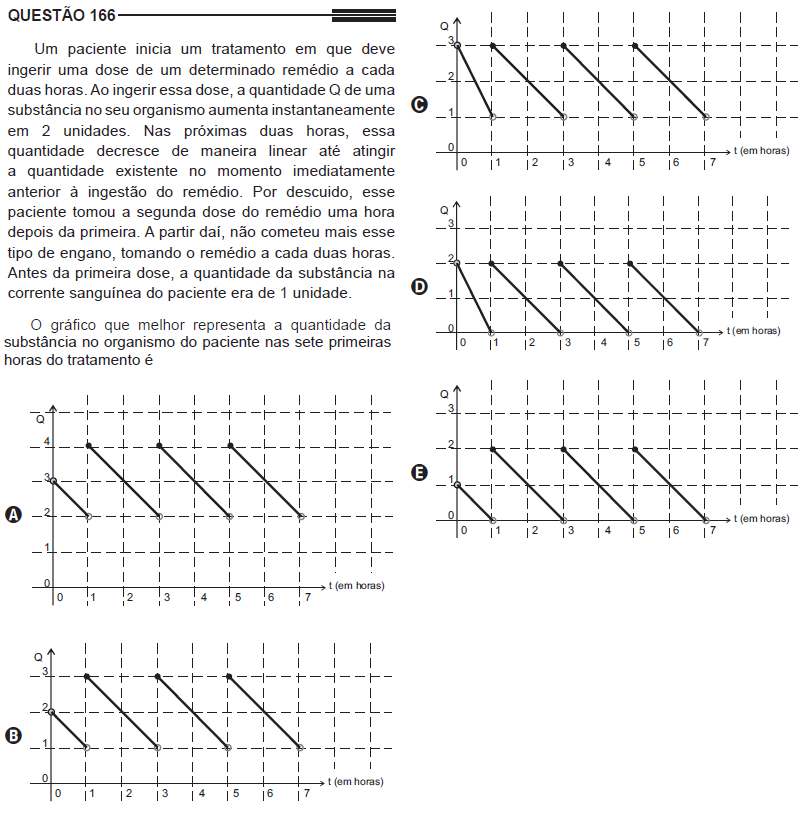 QUESTÃO 166
Um paciente inicia um tratamento em que deve
ingerir uma dose de um determinado remédio a cada
duas horas. Ao ingerir essa dose, a quantidade Q de uma
substância no seu organismo aumenta instantaneamente
em 2 unidades. Nas próximas duas horas, essa
quantidade decresce de maneira linear até atingir
a quantidade existente no momento imediatamente
anterior à ingestão do remédio. Por descuido, esse
paciente tomou a segunda dose do remédio uma hora
depois da primeira. A partir daí, não cometeu mais esse
tipo de engano, tomando o remédio a cada duas horas.
Antes da primeira dose, a quantidade da substância na
corrente sanguínea do paciente era de 1 unidade.
O gráfico que melhor representa a quantidade da
substância no organismo do paciente nas sete primeiras
horas do tratamento é
Q
4
3
A
2
1
0
t (em horas)
0 1 2 3 4 5 6 7
Q
3
2
B
1
0
t (em horas)
0 1 2 3 4 5 6 7
Q
3
2
C
1
0
t (em horas)
0 1 2 3 4 5 6 7
Q
3
2
D
1
0
t (em horas)
0 1 2 3 4 5 6 7
Q
3
2
E
1
0
t (em horas)
0 1 2 3 4 5 6 7